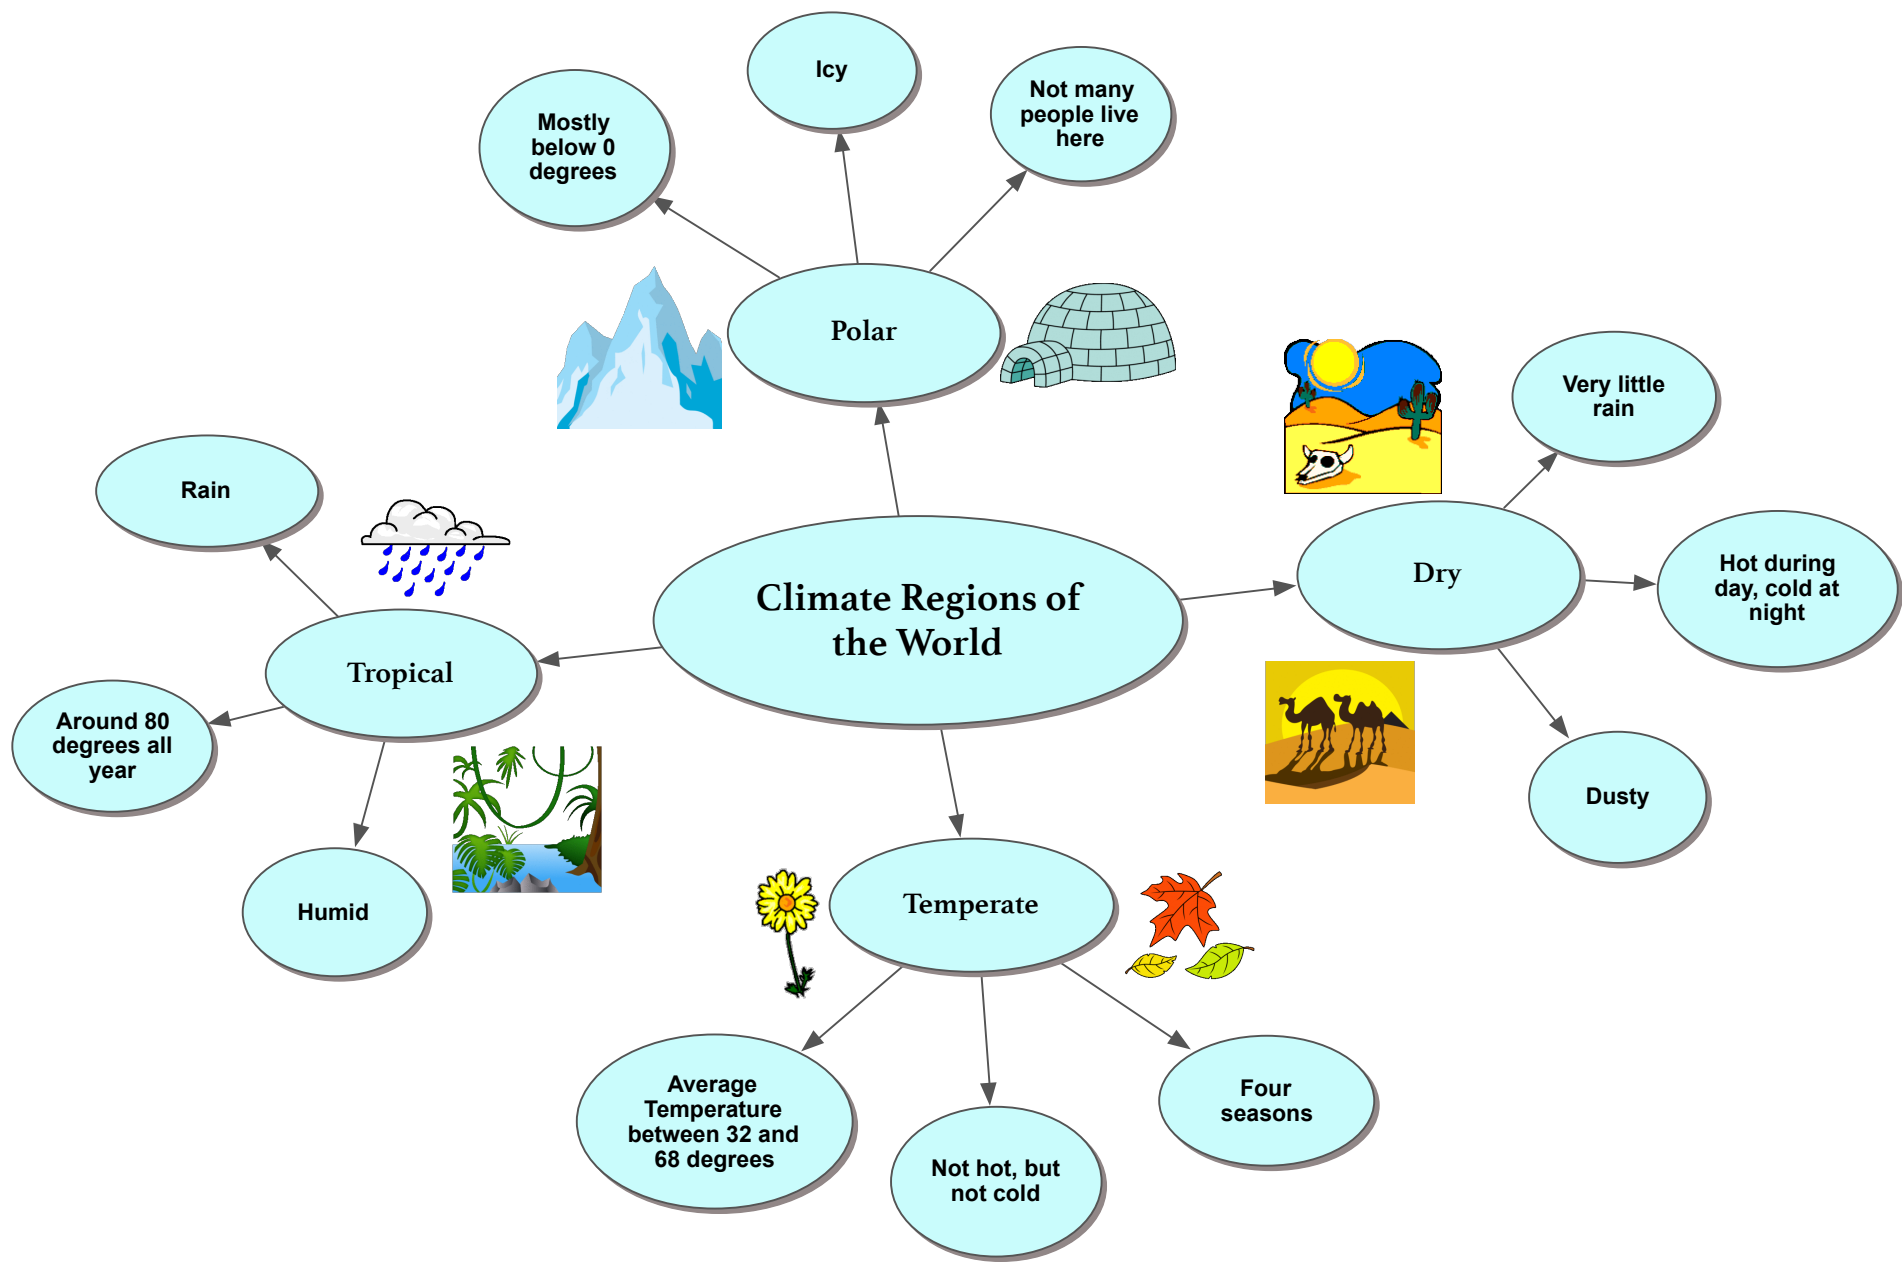 Icy
Not many
people live
here
Mostly
below 0
degrees
Polar
Very little
rain
Rain
Dry
Hot during
day, cold at
night
Climate Regions of
the World
Tropical
Around 80
degrees all
year
Dusty
Humid
Temperate
Average
Temperature
between 32 and
68 degrees
Not hot, but
not cold
Four
seasons